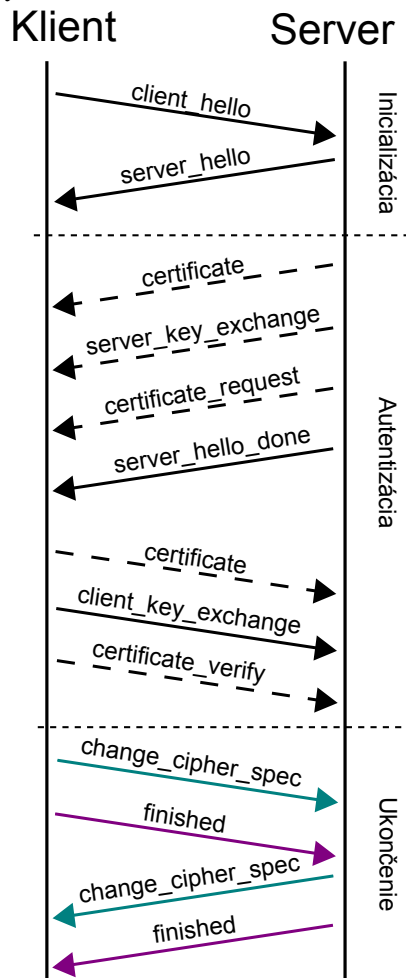 Klient
Server
client_hello
server_hello
Inicializácia
certificate
server_key_exchange
certificate_request
server_hello_done
certificate
client_key_exchange
certificate_verify
Autentizácia
change_cipher_spec
finished
change_cipher_spec
finished
Ukončenie